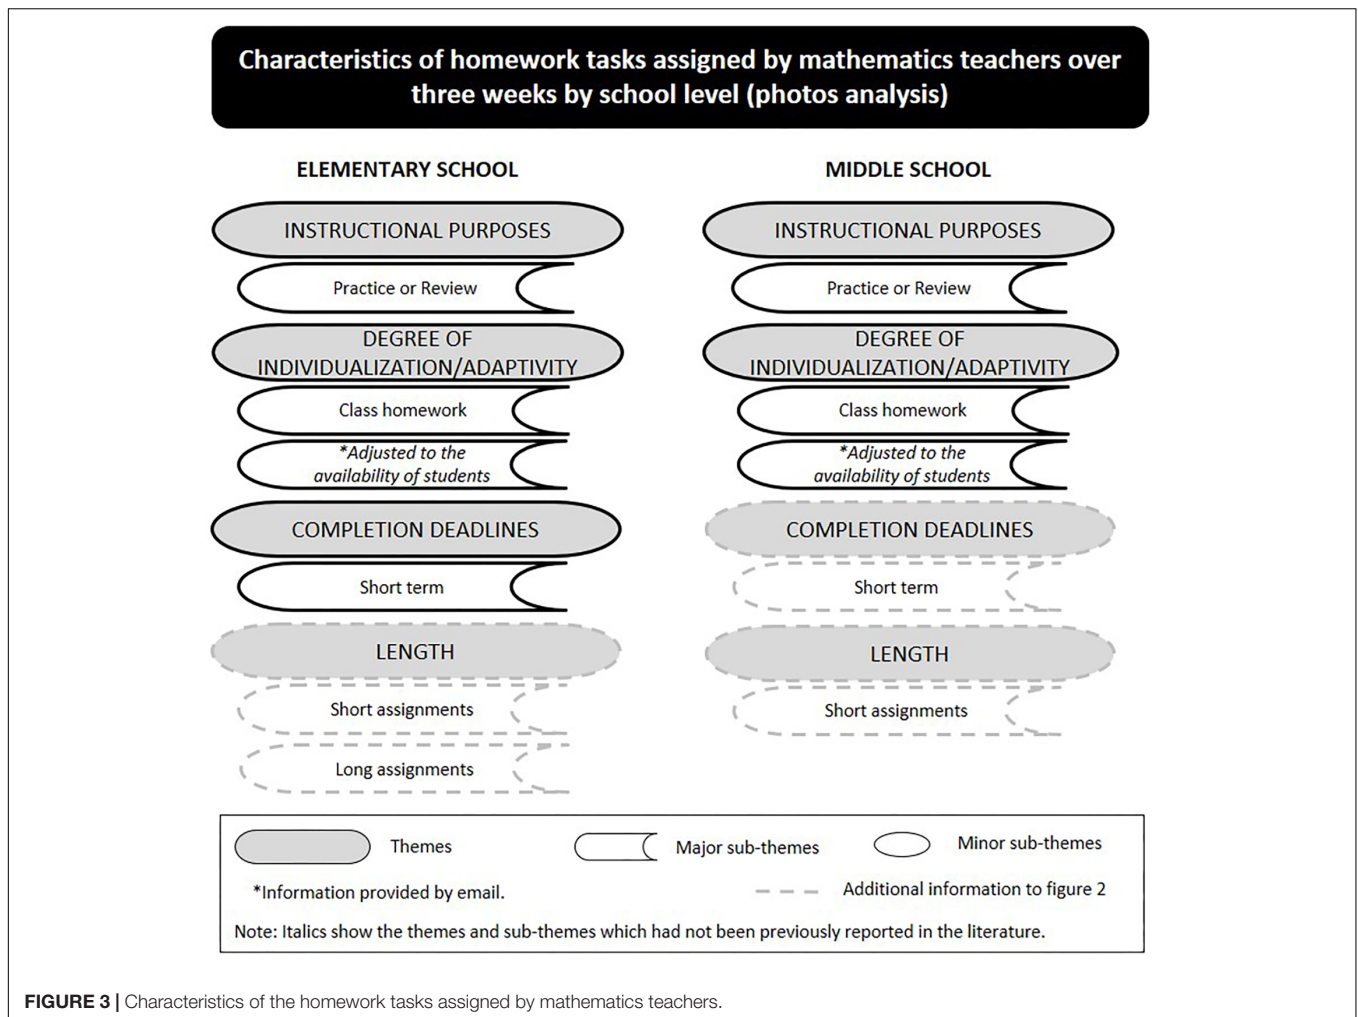 Characteristics of homework tasks assigned by mathematics teachers over
three weeks by school level (photos analysis)
ELEMENTARY SCHOOL
INSTRUCTIONAL PURPOSES
Practice or Review
DEGREE OF
INDIVIDUALIZATION/ADAPTIVITY
Class homework
*Adjusted to the
availability of students
COMPLETION DEADLINES
Short term
LENGTH
Short assignments
Long assignments
MIDDLE SCHOOL
INSTRUCTIONAL PURPOSES
Practice or Review
DEGREE OF
INDIVIDUALIZATION/ADAPTIVITY
Class homework
*Adjusted to the
availability of students
COMPLETION DEADLINES
Short term
LENGTH
Short assignments
Themes
Major sub-themes
Minor sub-themes
*Information provided by email.
Additional information to figure 2
Note: Italics show the themes and sub-themes which had not been previously reported in the literature.
FIGURE 3 | Characteristics of the homework tasks assigned by mathematics teachers.